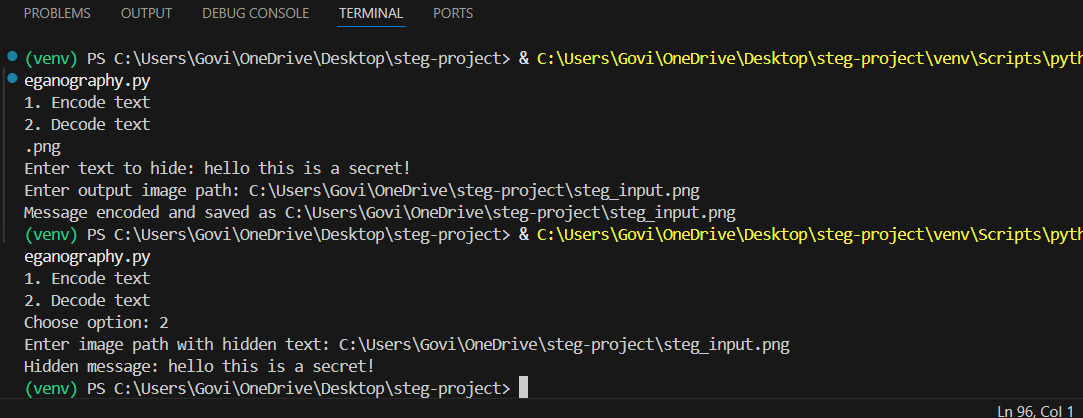 PROBLEMS OUTPUT DEBUG CONSOLE TERMINAL PORTS
(venv) PS C:\Users\Govi\OneDrive\Desktop\steg-project> & C:\Users\Govi\OneDrive\Desktop\steg-project\venv\Scripts\pyth
eganography.py
1. Encode text
2. Decode text
.png
Enter text to hide: hello this is a secret!
Enter output image path: C:\Users\Govi\OneDrive\steg-project\steg_input.png
Message encoded and saved as C:\Users\Govi\OneDrive\steg-project\steg_input.png
(venv) PS C:\Users\Govi\OneDrive\Desktop\steg-project> & C:\Users\Govi\OneDrive\Desktop\steg-project\venv\Scripts\pyth
eganography.py
1. Encode text
2. Decode text
Choose option: 2
Enter image path with hidden text: C:\Users\Govi\OneDrive\steg-project\steg_input.png
Hidden message: hello this is a secret!
(venv) PS C:\Users\Govi\OneDrive\Desktop\steg-project>
Ln 96, Col 1